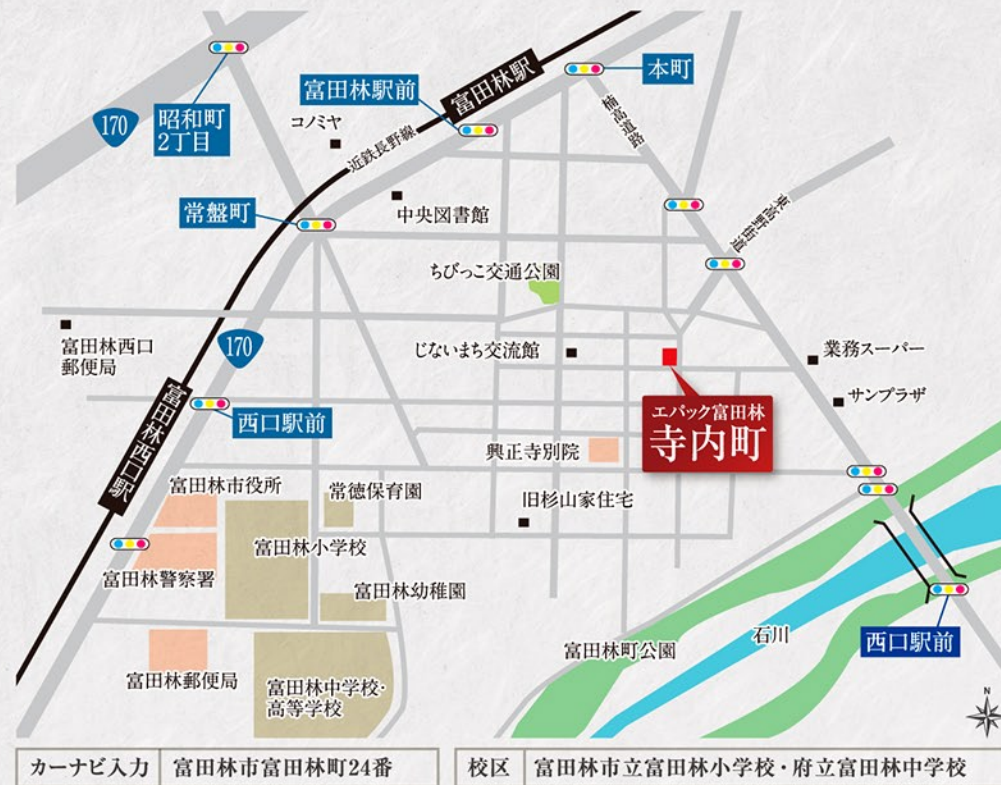 本町
富田林駅
富田林駅前
170
昭和町
2丁目
コノミヤ
近鉄長野線
楠高道路
常盤町
中央図書館
東高野街道
ちびっこ交通公園
富田林西口
郵便局
170
じないまち交流館
業務スーパー
サンプラザ
エバック富田林
寺内町
西口駅前
富田林西口駅
興正寺別院
富田林市役所
常徳保育園
旧杉山家住宅
富田林小学校
富田林警察署
富田林幼稚園
富田林町公園
石川
西口駅前
富田林郵便局
富田林中学校・
高等学校
N
カーナビ入力 富田林市富田林町24番
校区 富田林市立富田林小学校・府立富田林中学校